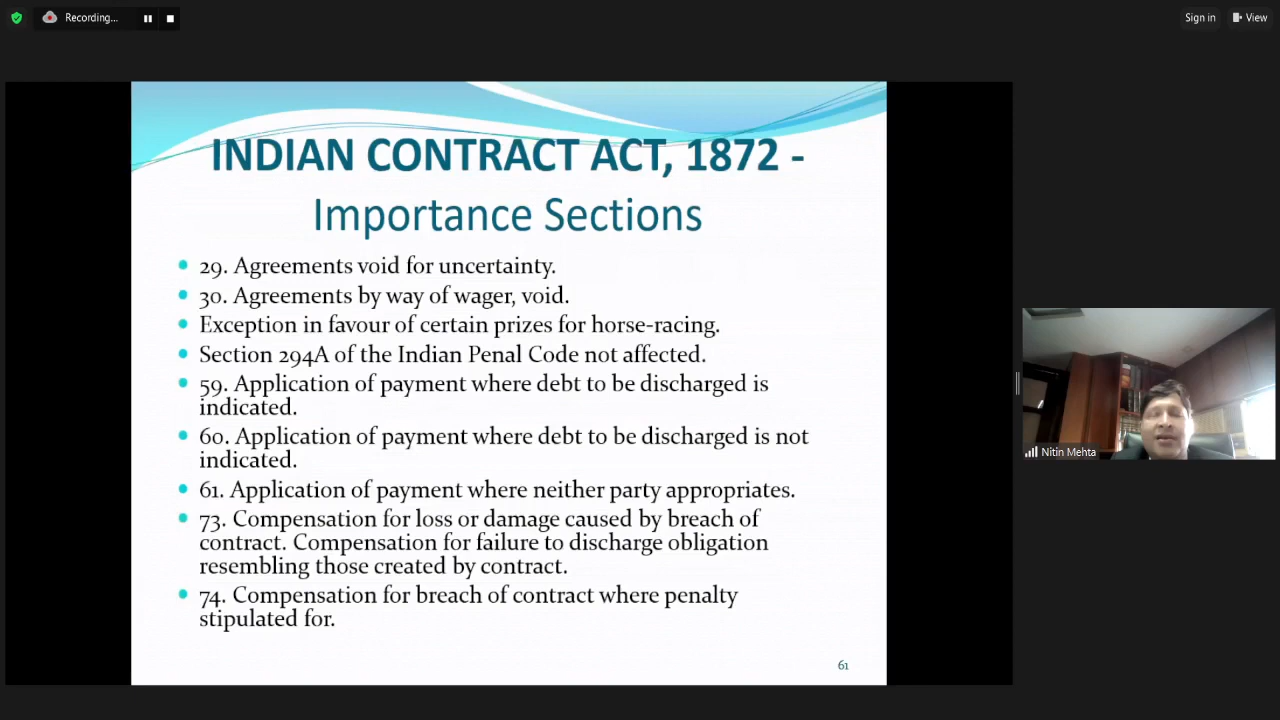 Recording...
Sign in
View
INDIAN CONTRACT ACT, 1872 -
Importance Sections
29. Agreements void for uncertainty.
30. Agreements by way of wager, void.
Exception in favour of certain prizes for horse-racing.
Section 294A of the Indian Penal Code not affected.
59. Application of payment where debt to be discharged is
indicated.
60. Application of payment where debt to be discharged is not
indicated.
61. Application of payment where neither party appropriates.
73. Compensation for loss or damage caused by breach of
contract. Compensation for failure to discharge obligation
resembling those created by contract.
74. Compensation for breach of contract where penalty
stipulated for.
61
Nitin Mehta